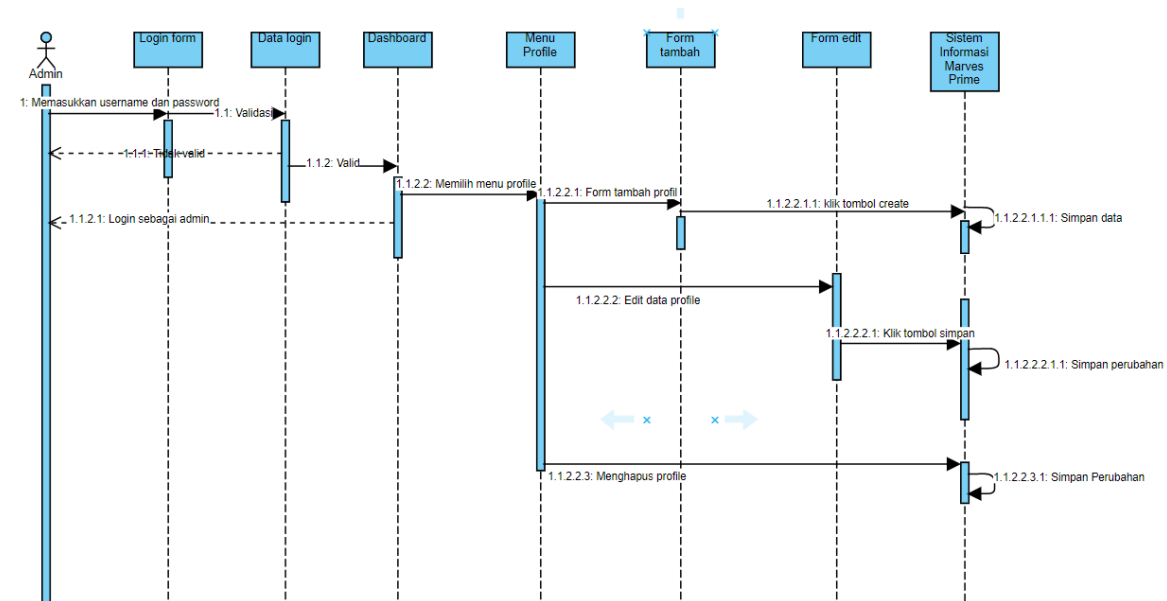 Login form
Data login
Dashboard
Menu
Profile
Form
tambah
Form edit
Sistem
Informasi
Marves
Prime
Admin
1: Memasukkan username dan password
1.1: Validasi
1.1.1: Tidak valid
1.1.2: Valid
1.1.2.2: Memilih menu profile
1.1.2.2.1: Form tambah profil
1.1.2.2.1.1: klik tombol create
1.1.2.2.1.1.1: Simpan data
1.1.2.1: Login sebagai admin
1.1.2.2.2: Edit data profile
1.1.2.2.2.1: Klik tombol simpan
1.1.2.2.2.1.1: Simpan perubahan
1.1.2.2.3: Menghapus profile
1.1.2.2.3.1: Simpan Perubahan